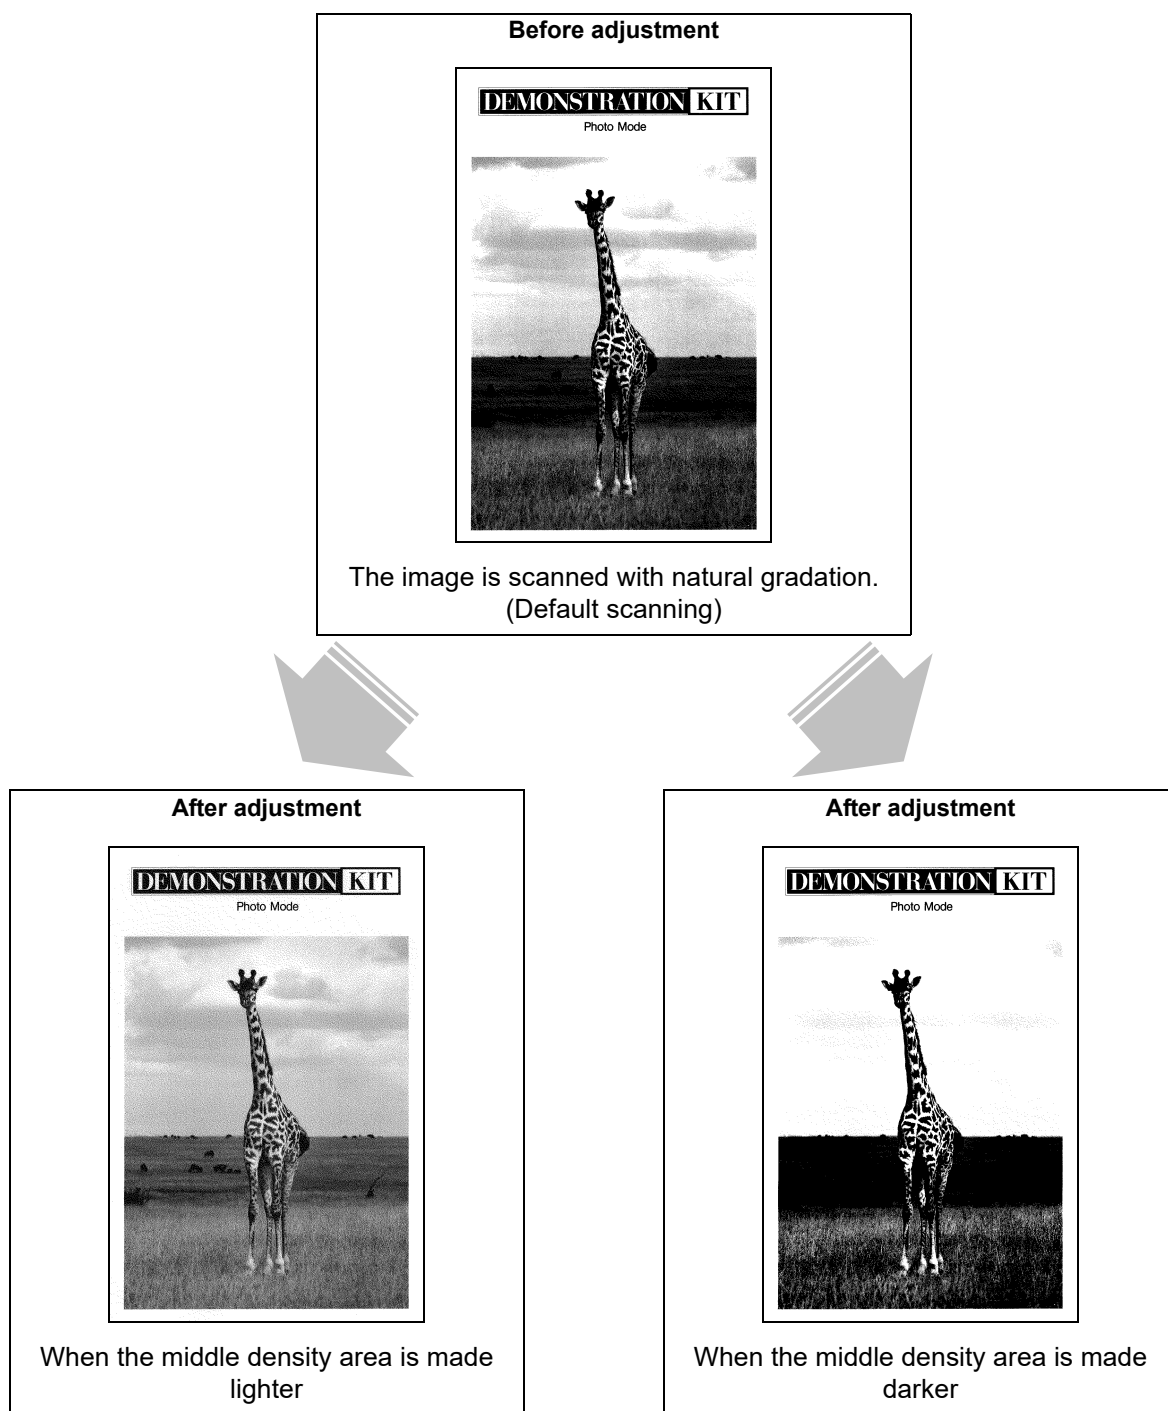 Before adjustment
DEMONSTRATION KIT
Photo Mode
The image is scanned with natural gradation.
(Default scanning)
After adjustment
DEMONSTRATION KIT
Photo Mode
When the middle density area is made
lighter
After adjustment
DEMONSTRATION KIT
Photo Mode
When the middle density area is made
darker